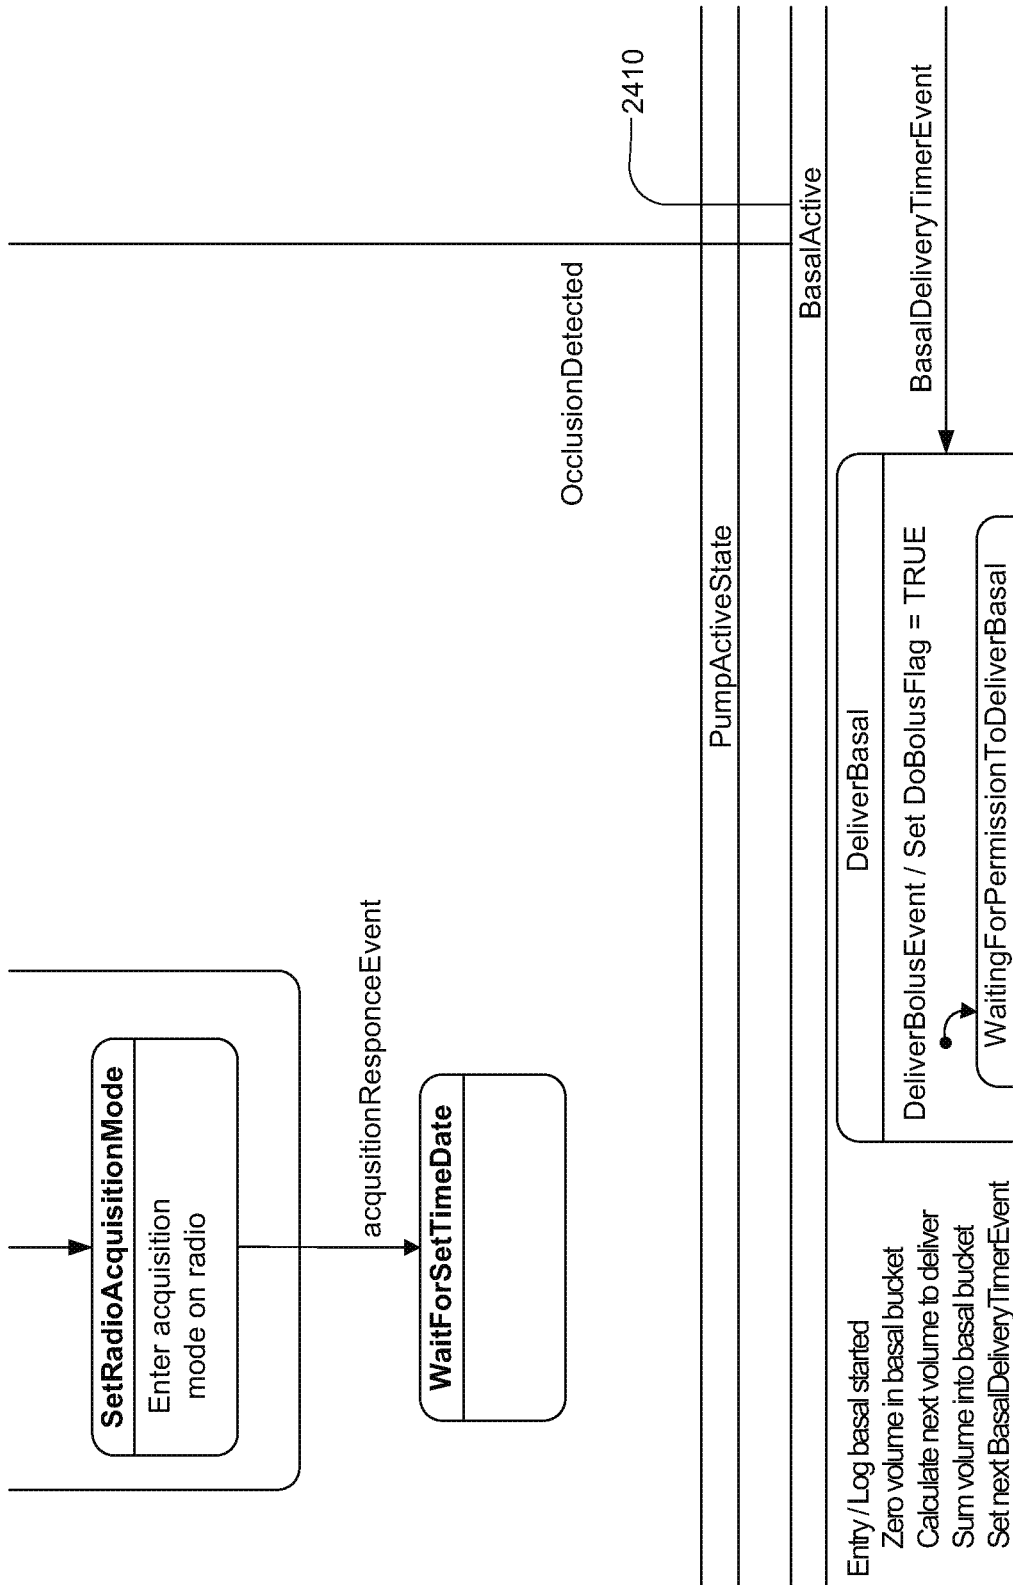 SetRadioAcquisitionMode
Enter acquisition
mode on radio
acqusitionResponceEvent
WaitForSetTimeDate
OcclusionDetected
2410
PumpActiveState
BasalActive
DeliverBasal
BasalDeliveryTimerEvent
DeliverBolusEvent / Set DoBolusFlag = TRUE
WaitingForPermissionToDeliverBasal
Entry / Log basal started
Zero volume in basal bucket
Calculate next volume to deliver
Sum volume into basal bucket
Set next BasalDeliveryTimerEvent